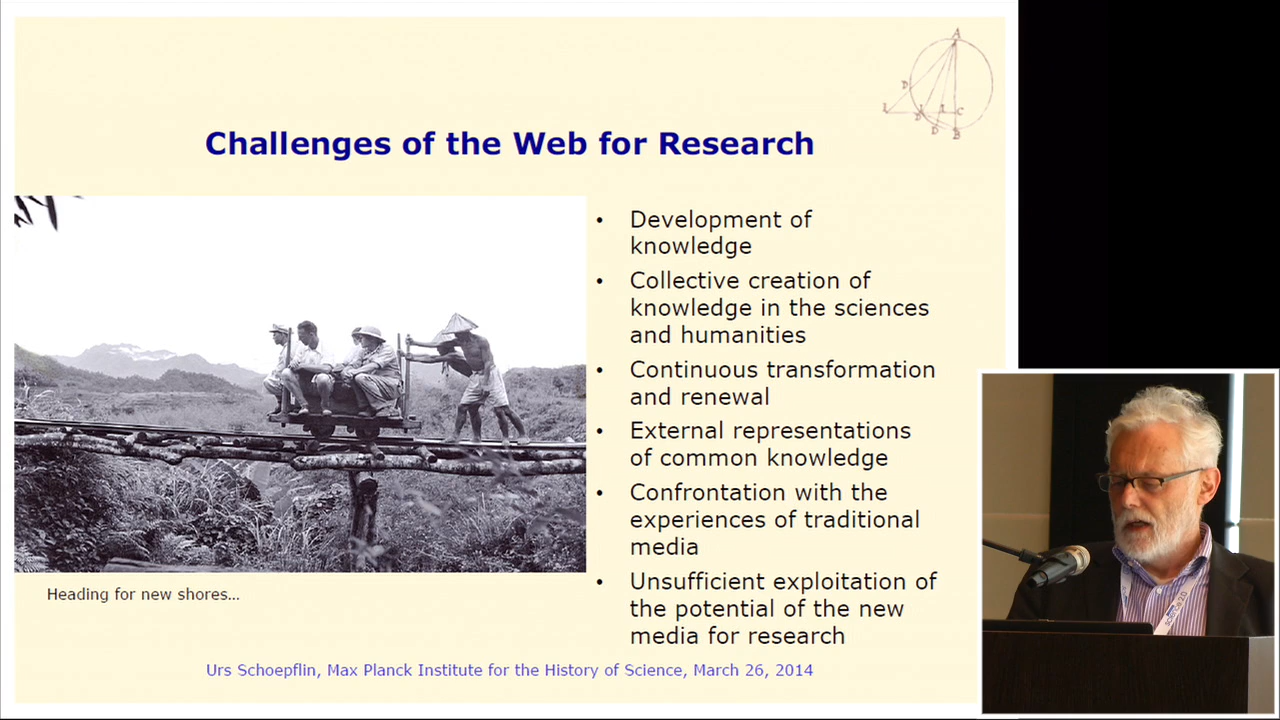 A
D
C
B
D
Challenges of the Web for Research
• Development of
knowledge
• Collective creation of
knowledge in the sciences
and humanities
• Continuous transformation
and renewal
• External representations
of common knowledge
• Confrontation with the
experiences of traditional
media
• Unsufficient exploitation of
the potential of the new
media for research
Heading for new shores...
Urs Schoepflin, Max Planck Institute for the History of Science, March 26, 2014